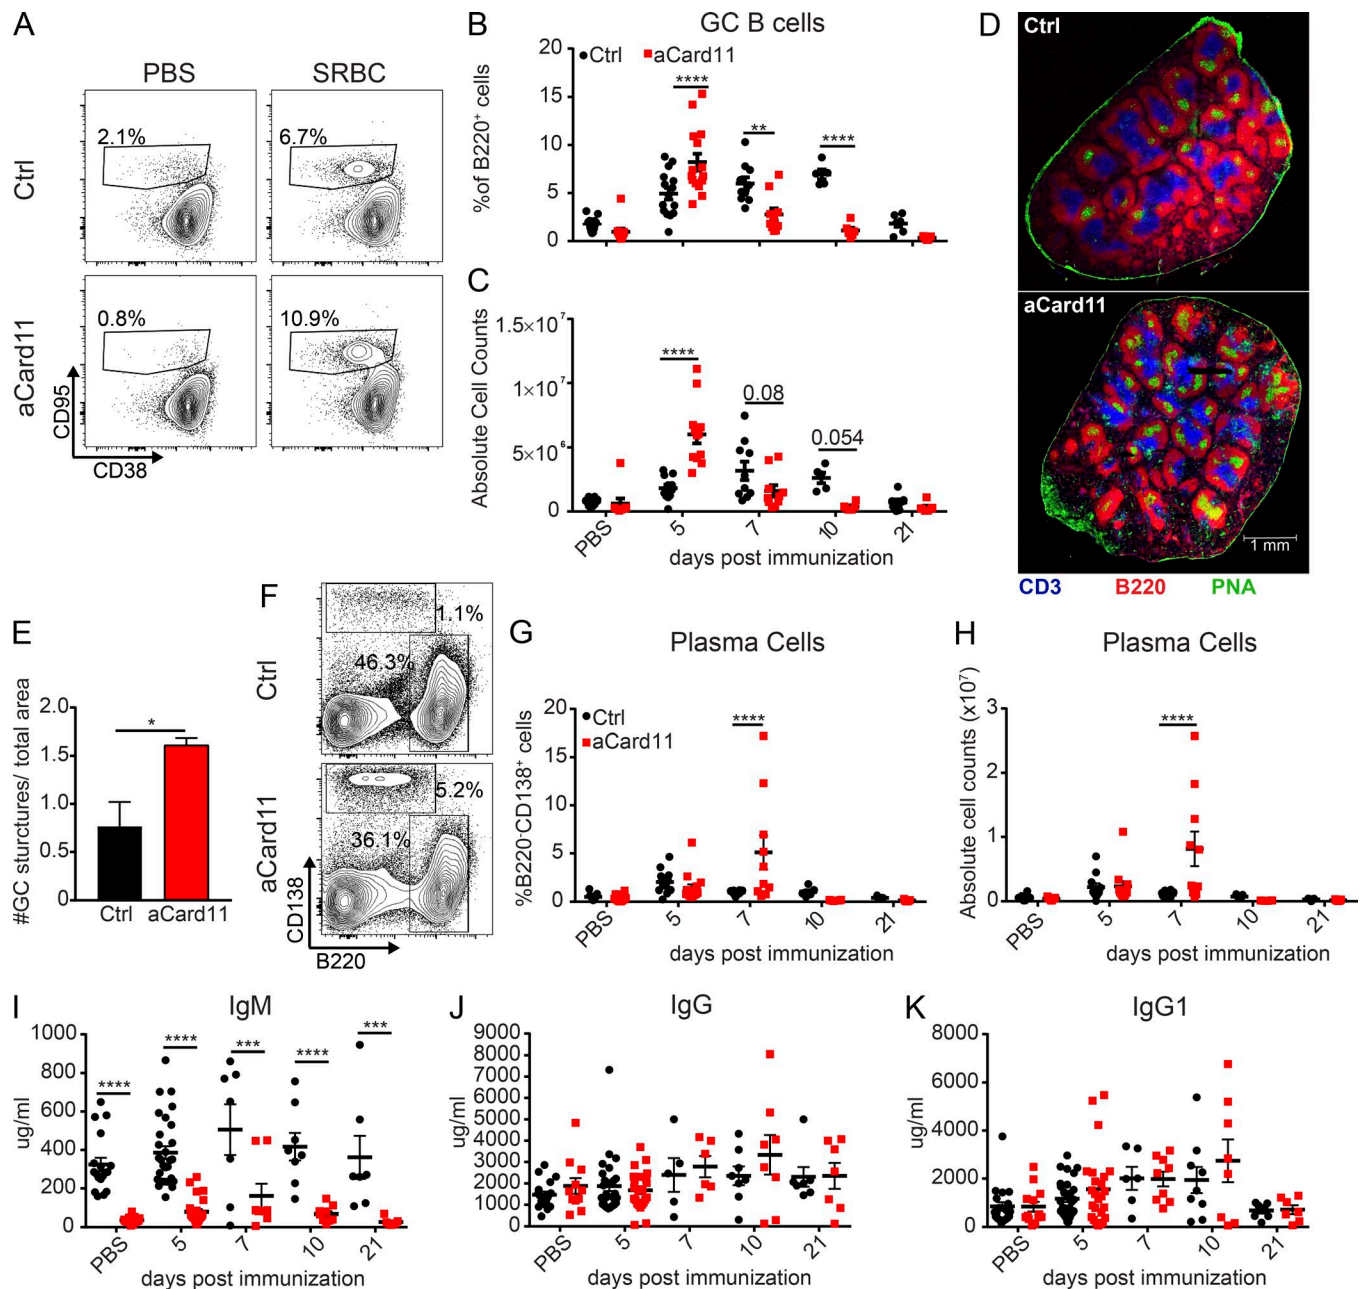 A
PBS
SRBC
Ctrl
2.1%
6.7%
aCard11
0.8%
10.9%
CD95
CD38
B
GC B cells
Ctrl
aCard11
%of B220+ cells
20
15
10
5
0
****
**
****
C
Absolute Cell Counts
1.5×10⁷
1×10⁷
5×10⁶
0
****
0.08
0.054
PBS
5
7
10
21
days post immunization
D
Ctrl
aCard11
1 mm
CD3
B220
PNA
E
#GC sturctures/ total area
2.0
1.0
0
*
Ctrl
aCard11
F
Ctrl
1.1%
46.3%
aCard11
5.2%
36.1%
CD138
B220
G
Plasma Cells
Ctrl
aCard11
%B220-CD138+ cells
20
15
10
5
0
****
PBS
5
7
10
21
days post immunization
H
Plasma Cells
Absolute cell counts (x10⁷)
3
2
1
0
****
PBS
5
7
10
21
days post immunization
I
IgM
ug/ml
1000
800
600
400
200
0
****
****
***
****
***
PBS
5
7
10
21
days post immunization
J
IgG
ug/ml
9000
8000
7000
6000
5000
4000
3000
2000
1000
0
PBS
5
7
10
21
days post immunization
K
IgG1
ug/ml
8000
6000
4000
2000
0
PBS
5
7
10
21
days post immunization